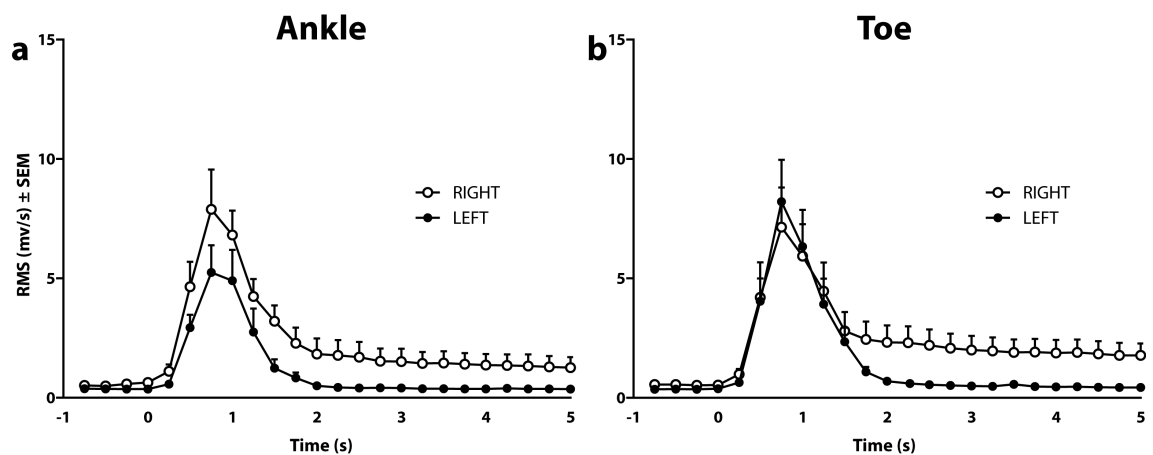 a
Ankle
15
10
5
0
RMS (mv/s) ± SEM
RIGHT
LEFT
-1 0 1 2 3 4 5
Time (s)
b
Toe
15
10
5
0
RIGHT
LEFT
-1 0 1 2 3 4 5
Time (s)